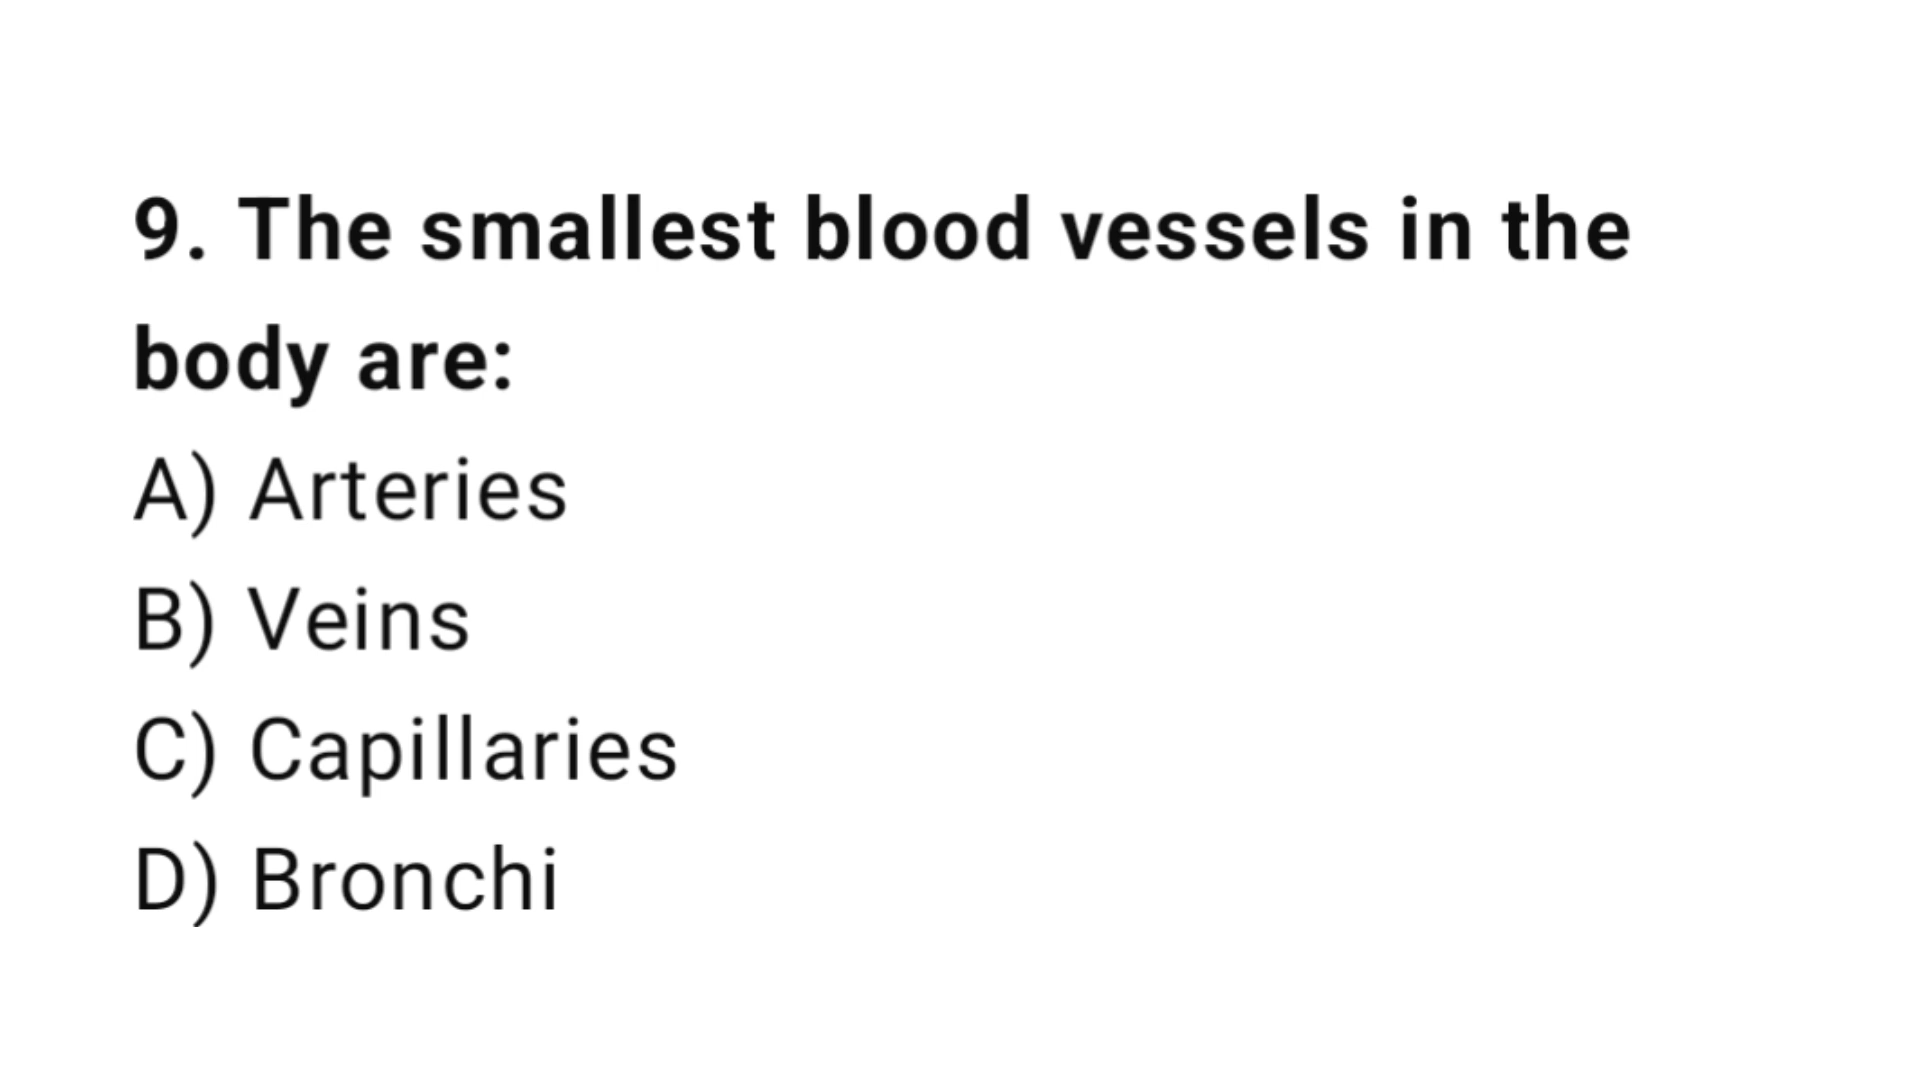 9. The smallest blood vessels in the
body are:
A) Arteries
B) Veins
C) Capillaries
D) Bronchi